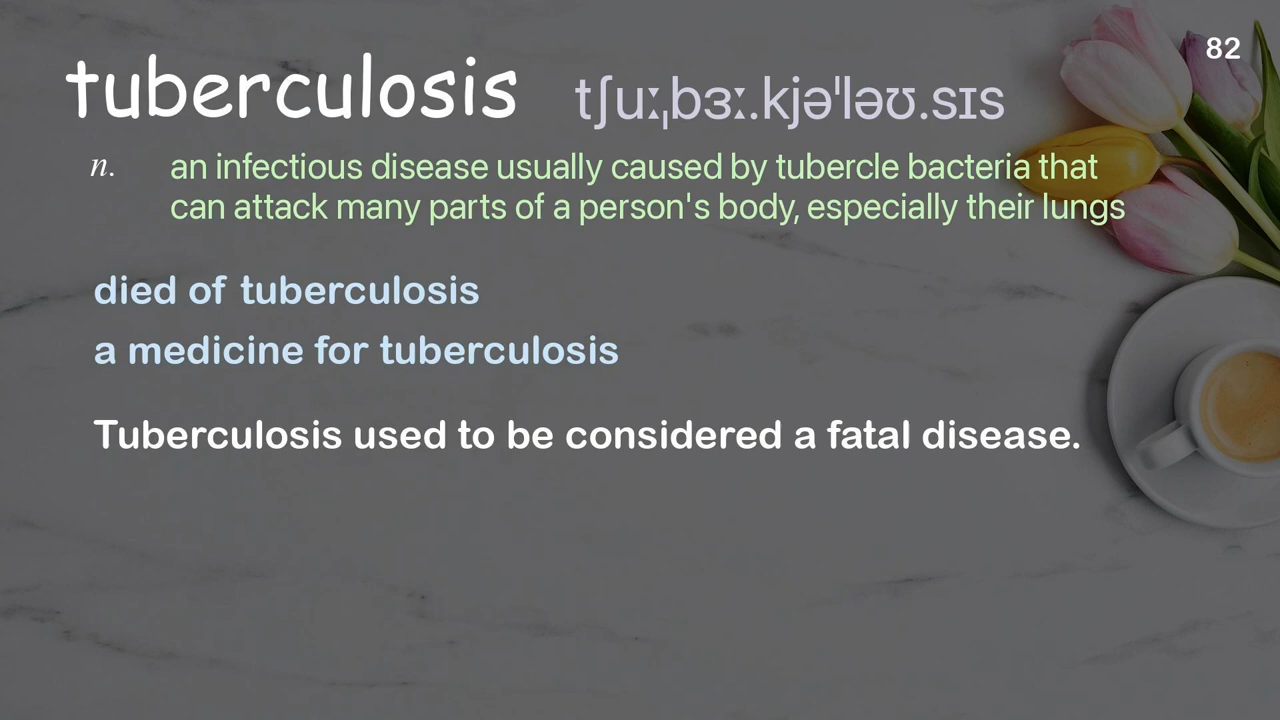 82
tuberculosis tʃuːˌbɜː.kjəˈləʊ.sɪs
n. an infectious disease usually caused by tubercle bacteria that
can attack many parts of a person's body, especially their lungs
died of tuberculosis
a medicine for tuberculosis
Tuberculosis used to be considered a fatal disease.